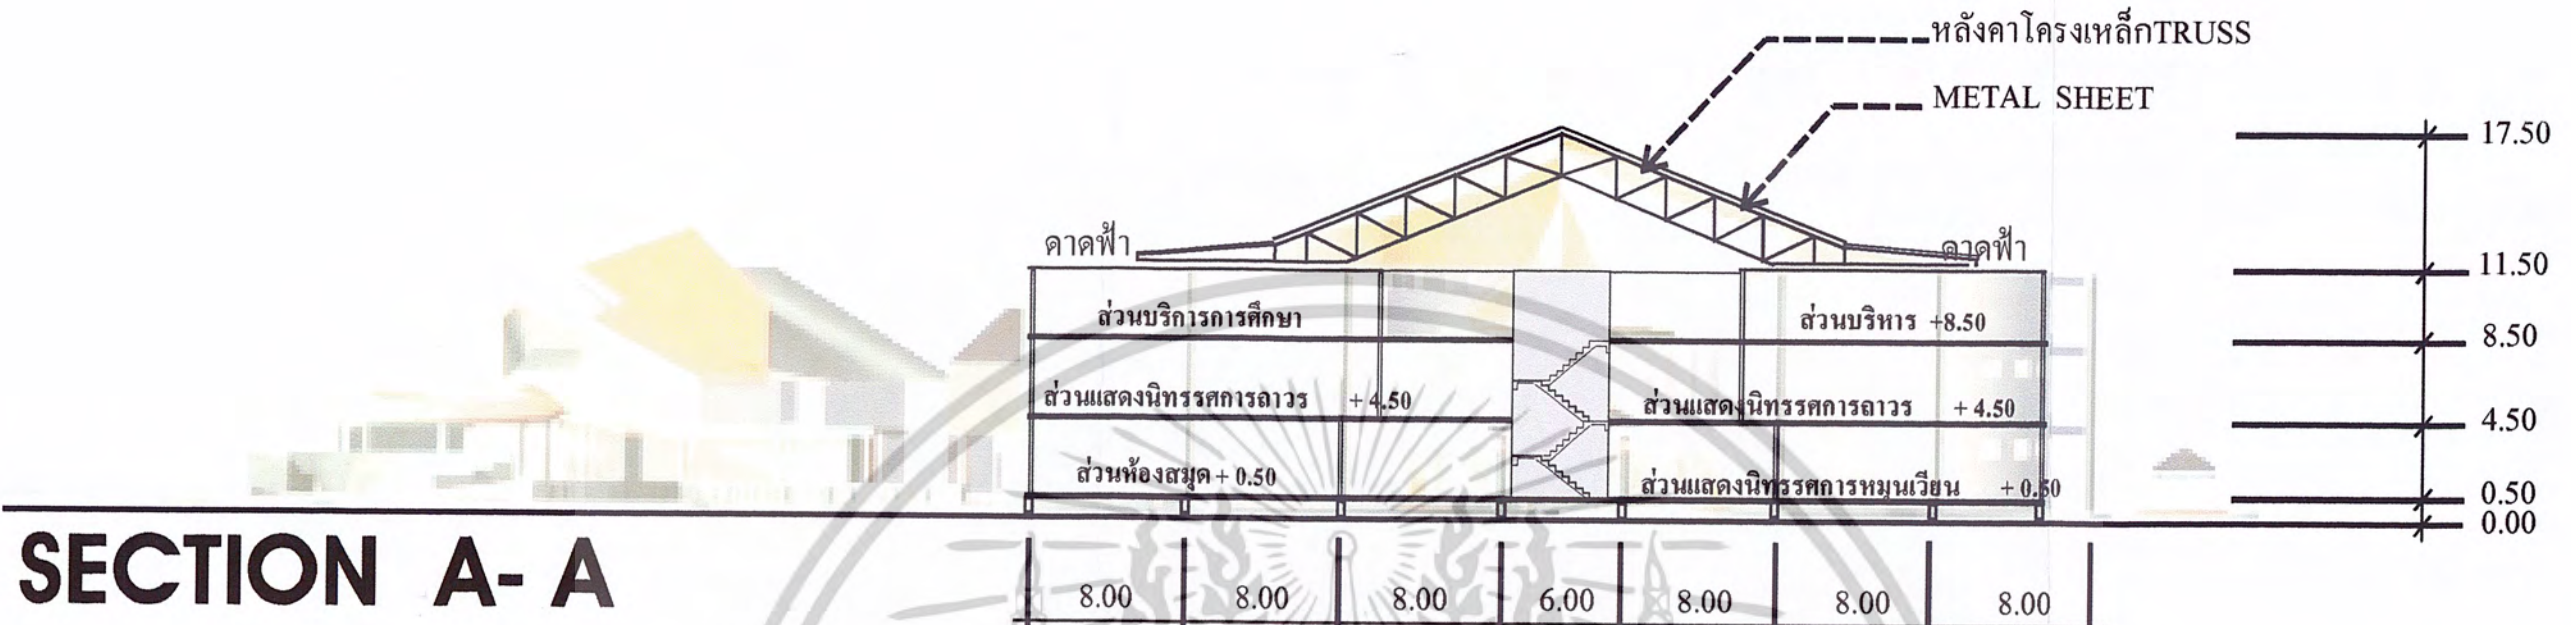 หลังคาโครงเหล็กTRUSS
METAL SHEET
17.50
ดาดฟ้า
ดาดฟ้า
11.50
ส่วนบริการการศึกษา
ส่วนบริหาร +8.50
8.50
ส่วนแสดงนิทรรศการถาวร + 4.50
ส่วนแสดงนิทรรศการถาวร + 4.50
4.50
ส่วนห้องสมุด + 0.50
ส่วนแสดงนิทรรศการหมุนเวียน + 0.50
0.50
0.00
SECTION A- A
8.00 8.00 8.00 6.00 8.00 8.00 8.00